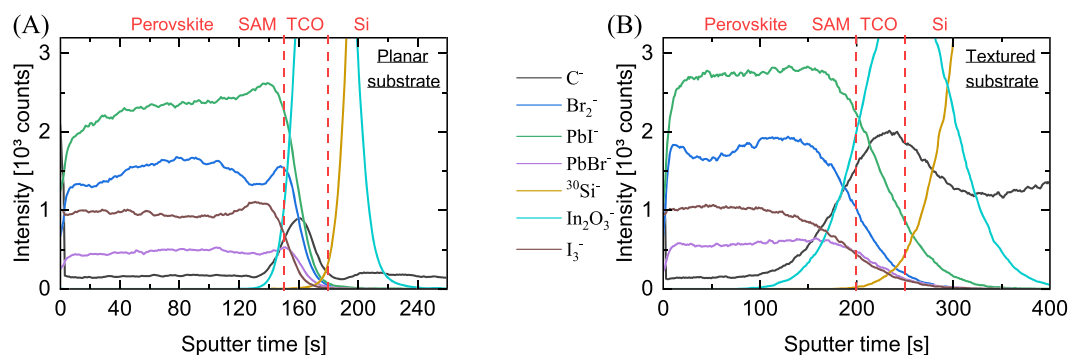 (A)
Perovskite SAM TCO Si
Planar
substrate
3
2
1
0
Intensity [10³ counts]
0 40 80 120 160 200 240
Sputter time [s]
C⁻
Br₂⁻
PbI⁻
PbBr⁻
³⁰Si⁻
In₂O₃⁻
I₃⁻
(B)
Perovskite SAM TCO Si
Textured
substrate
3
2
1
0
Intensity [10³ counts]
0 100 200 300 400
Sputter time [s]